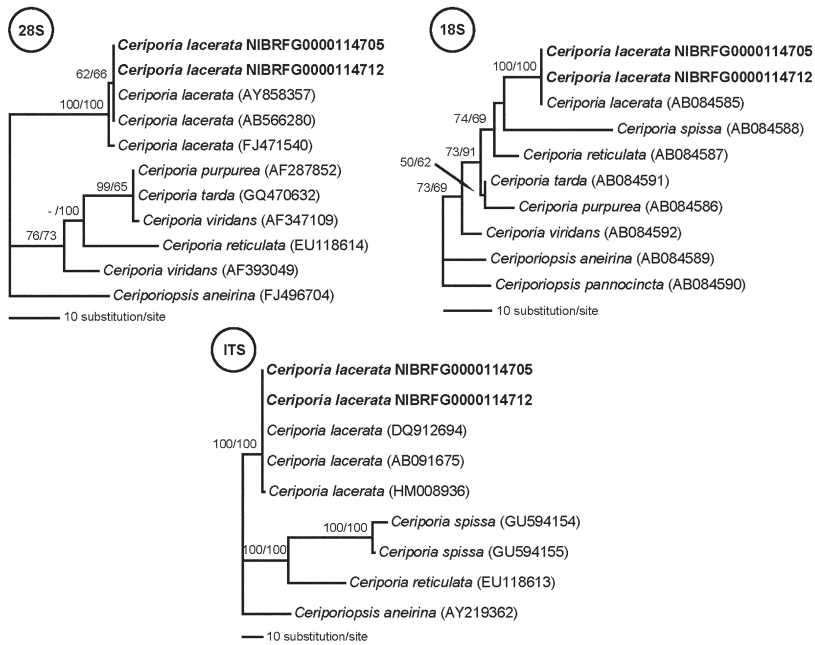 28S
Ceriporia lacerata NIBRFG0000114705
Ceriporia lacerata NIBRFG0000114712
62/66
Ceriporia lacerata (AY858357)
100/100
Ceriporia lacerata (AB566280)
Ceriporia lacerata (FJ471540)
Ceriporia purpurea (AF287852)
99/65
Ceriporia tarda (GQ470632)
- /100
Ceriporia viridans (AF347109)
76/73
Ceriporia reticulata (EU118614)
Ceriporia viridans (AF393049)
Ceriporiopsis aneirina (FJ496704)
10 substitution/site
18S
Ceriporia lacerata NIBRFG0000114705
100/100
Ceriporia lacerata NIBRFG0000114712
Ceriporia lacerata (AB084585)
74/69
Ceriporia spissa (AB084588)
73/91
Ceriporia reticulata (AB084587)
50/62
Ceriporia tarda (AB084591)
73/69
Ceriporia purpurea (AB084586)
Ceriporia viridans (AB084592)
Ceriporiopsis aneirina (AB084589)
Ceriporiopsis pannocincta (AB084590)
10 substitution/site
ITS
Ceriporia lacerata NIBRFG0000114705
Ceriporia lacerata NIBRFG0000114712
Ceriporia lacerata (DQ912694)
100/100
Ceriporia lacerata (AB091675)
Ceriporia lacerata (HM008936)
Ceriporia spissa (GU594154)
100/100
Ceriporia spissa (GU594155)
100/100
Ceriporia reticulata (EU118613)
Ceriporiopsis aneirina (AY219362)
10 substitution/site